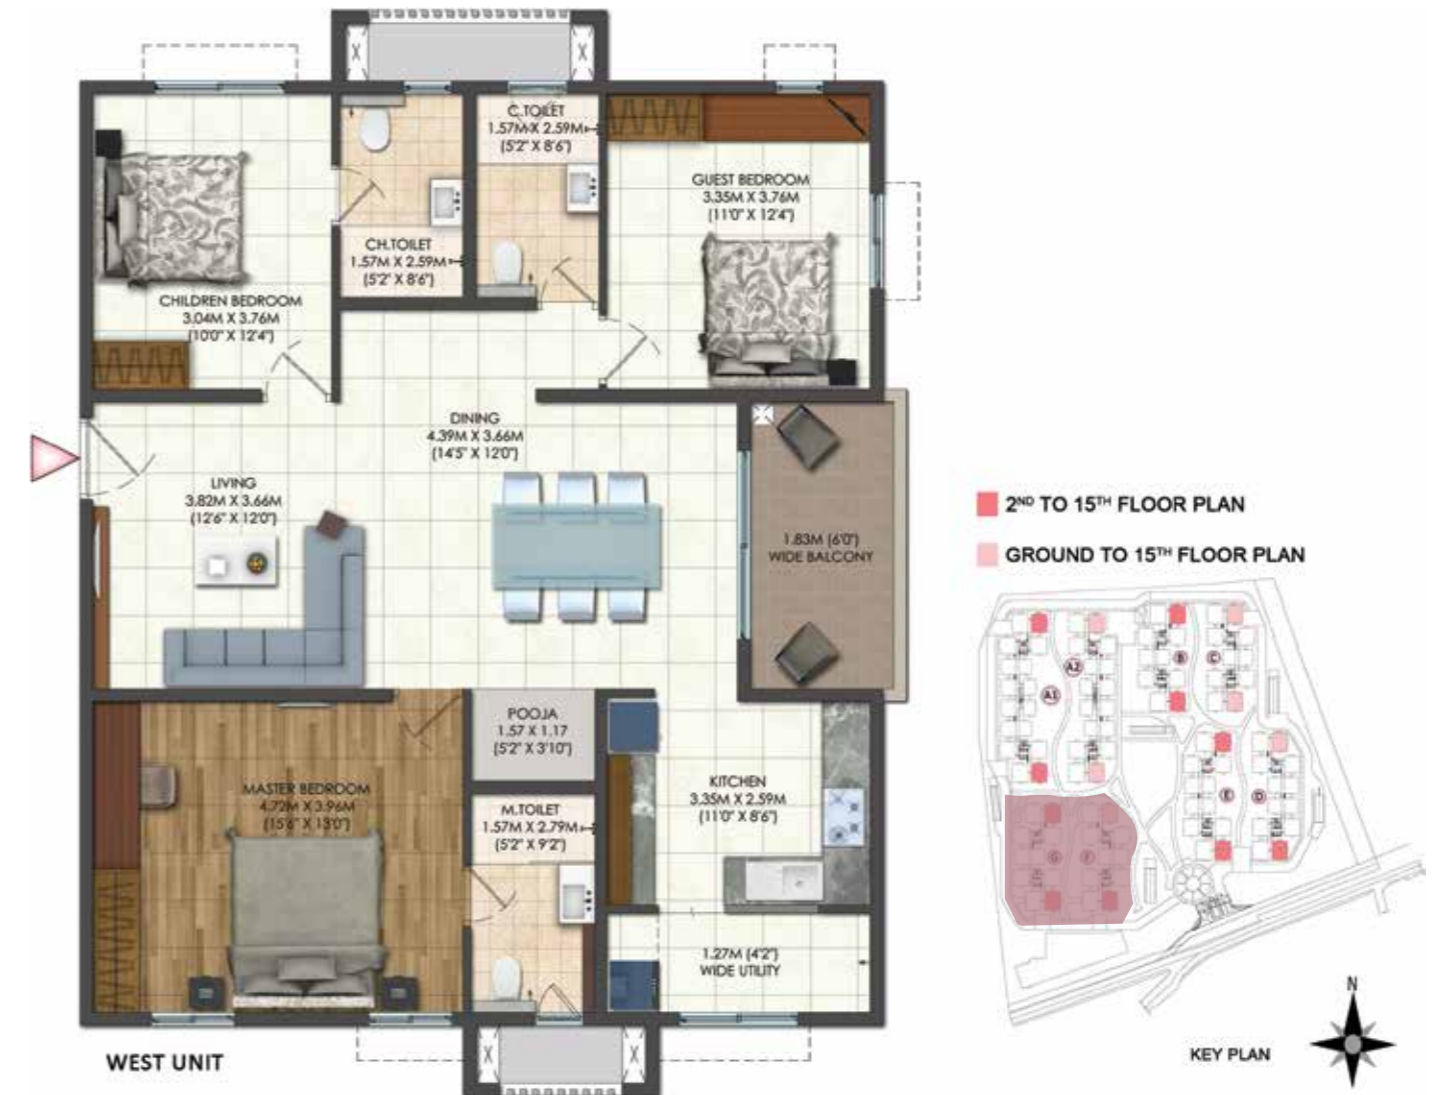 C.TOILET
1.57M X 2.59M
(5'2" X 8'6")
GUEST BEDROOM
3.35M X 3.76M
(11'0" X 12'4")
CH.TOILET
1.57M X 2.59M
(5'2" X 8'6")
CHILDREN BEDROOM
3.04M X 3.76M
(10'0" X 12'4")
DINING
4.39M X 3.66M
(14'5" X 12'0")
LIVING
3.82M X 3.66M
(12'6" X 12'0")
1.83M (6'0")
WIDE BALCONY
POOJA
1.57 X 1.17
(5'2" X 3'10")
MASTER BEDROOM
4.72M X 3.96M
(15'6" X 13'0")
M.TOILET
1.57M X 2.79M
(5'2" X 9'2")
KITCHEN
3.35M X 2.59M
(11'0" X 8'6")
1.27M (4'2")
WIDE UTILITY
WEST UNIT
2ND TO 15TH FLOOR PLAN
GROUND TO 15TH FLOOR PLAN
A2
A1
B
C
E
D
G
F
N
KEY PLAN